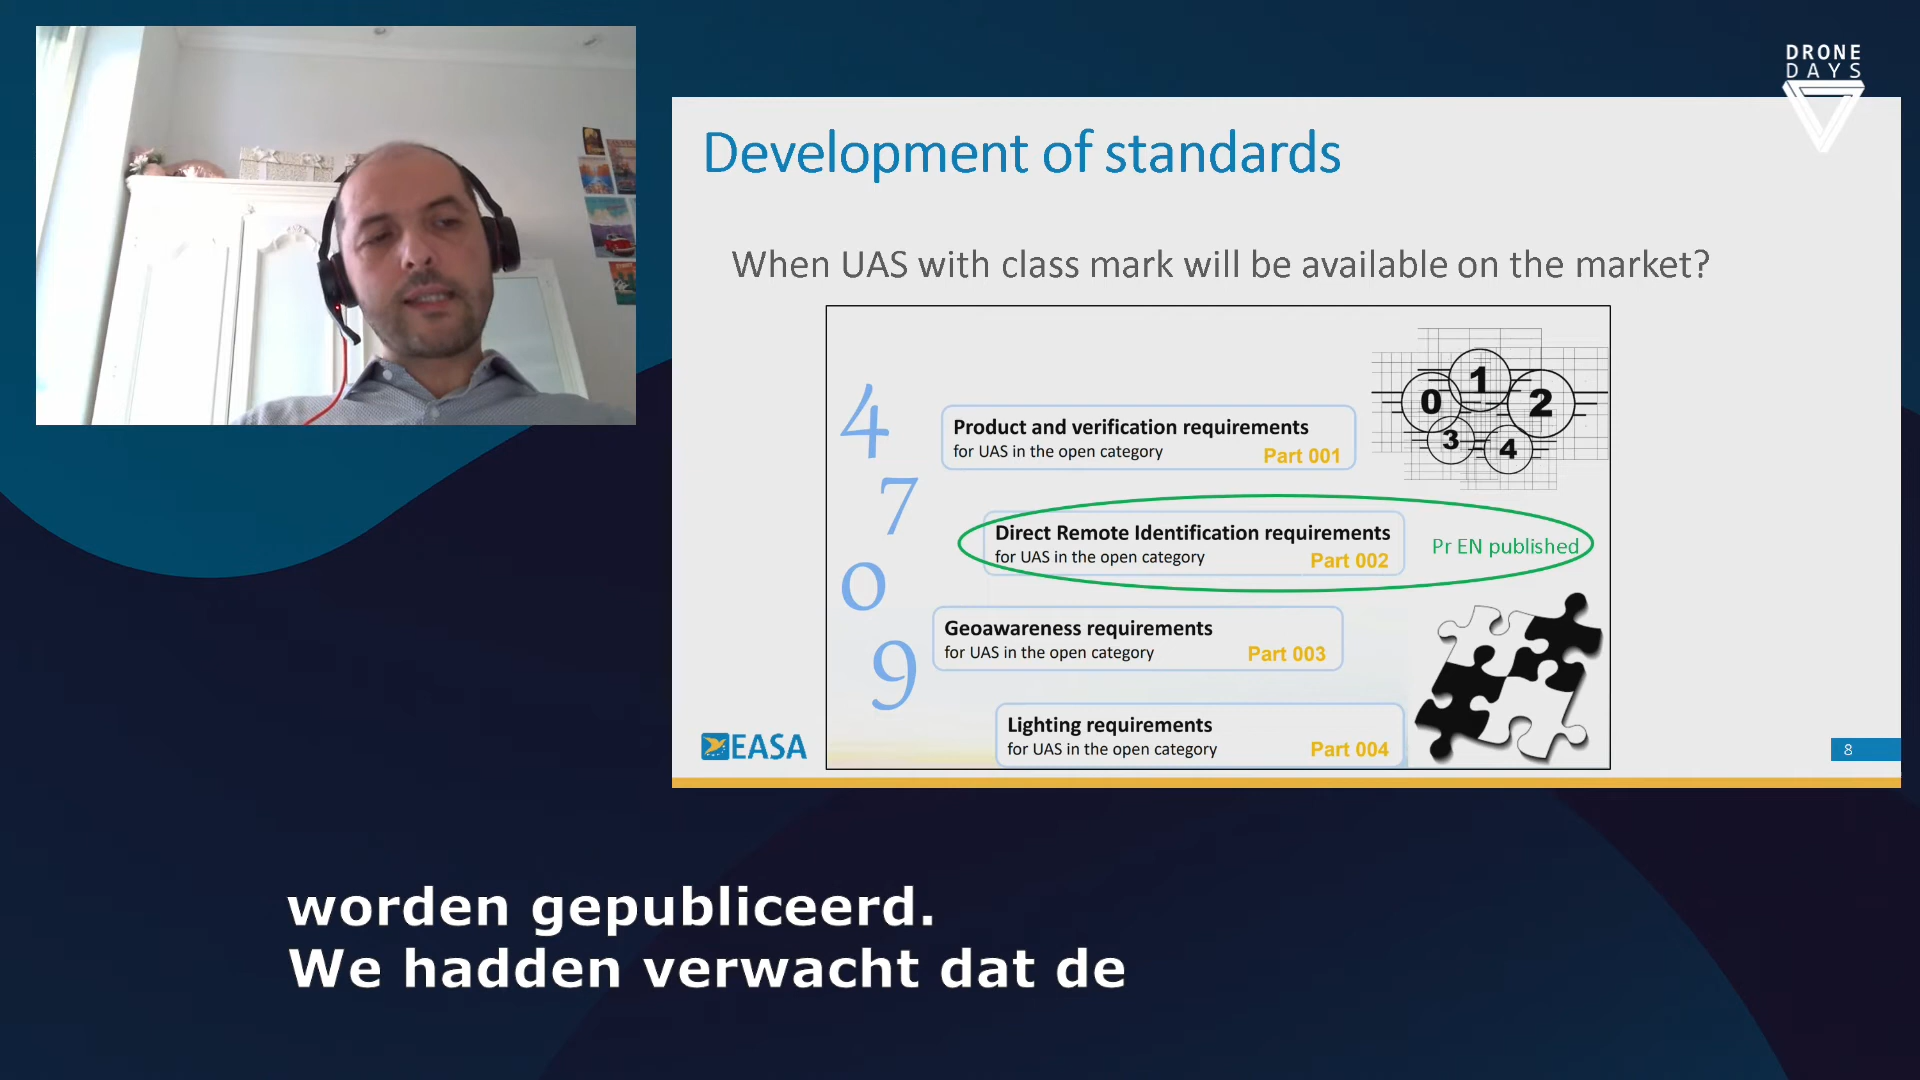 DRONE
DAYS
Development of standards
When UAS with class mark will be available on the market?
4
7
0
9
Product and verification requirements
for UAS in the open category
Part 001
0
1
2
3
4
Direct Remote Identification requirements
for UAS in the open category
Part 002
Pr EN published
Geoawareness requirements
for UAS in the open category
Part 003
Lighting requirements
for UAS in the open category
Part 004
EASA
8
worden gepubliceerd.
We hadden verwacht dat de